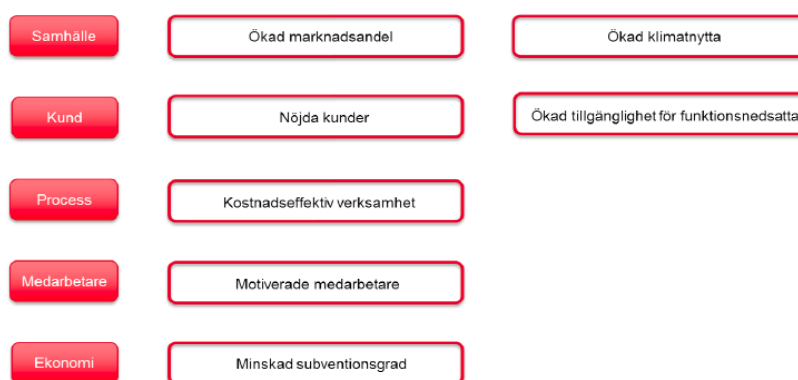 Samhälle
Ökad marknadsandel
Ökad klimatnytta
Kund
Nöjda kunder
Ökad tillgänglighet för funktionsnedsatta
Process
Kostnadseffektiv verksamhet
Medarbetare
Motiverade medarbetare
Ekonomi
Minskad subventionsgrad